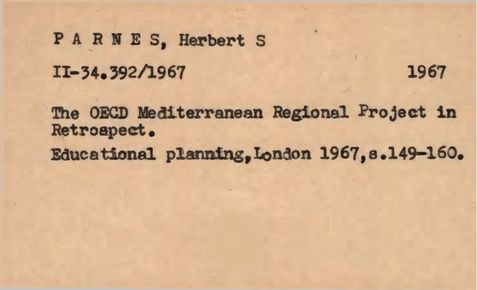 P A R N E S, Herbert S
II-34.392/1967 1967
The OECD Mediterranean Regional Project in
Retrospect.
Educational planning,London 1967,s.149-160.